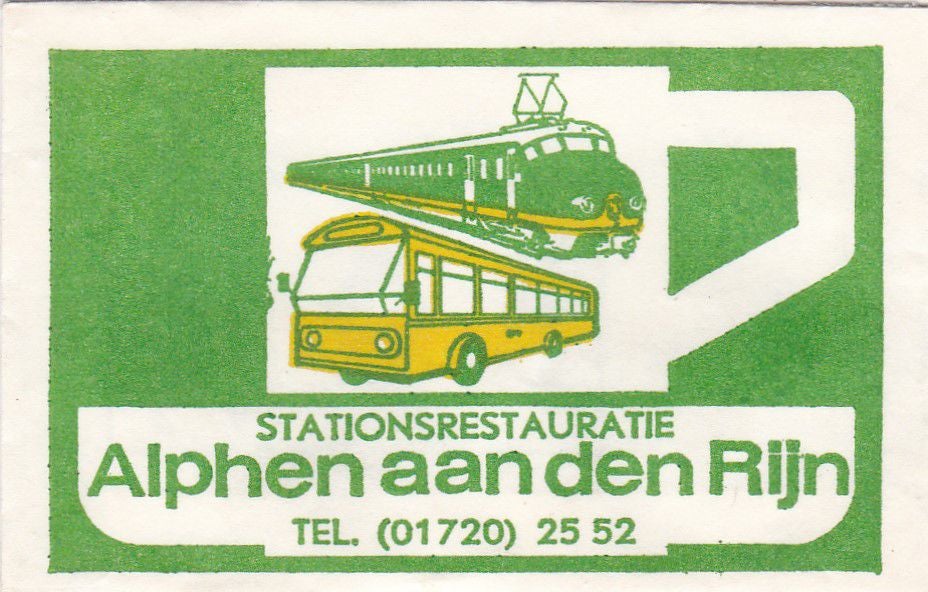 STATIONSRESTAURATIE
Alphen aan den Rijn
TEL. (01720) 25 52